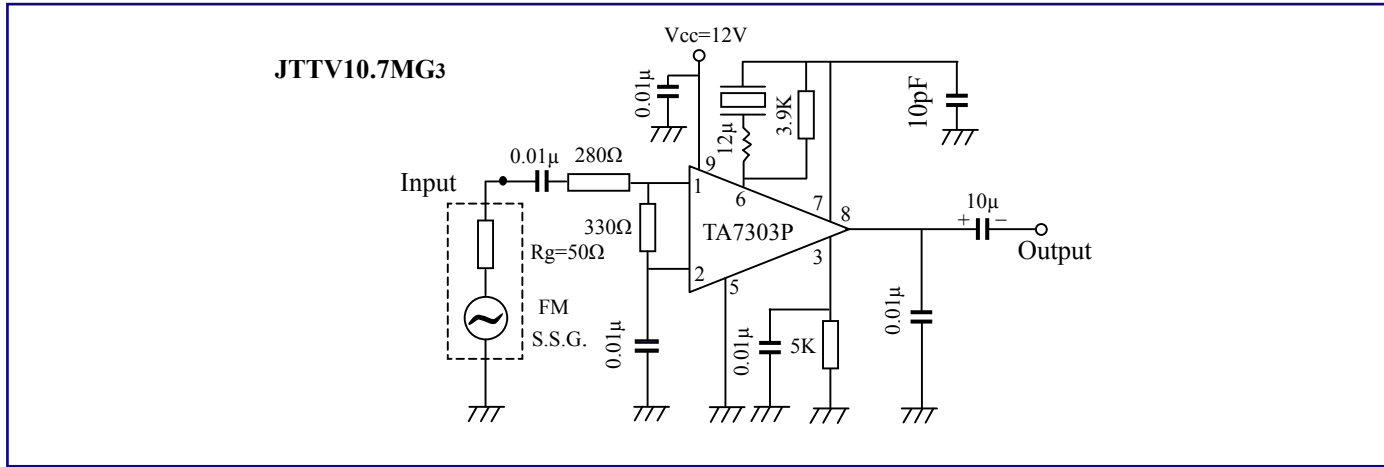 Vcc=12V
JTTV10.7MG3
0.01μ
12μ
3.9K
10pF
0.01μ
280Ω
Input
1
9
6
7
8
330Ω
TA7303P
10μ
+
−
Rg=50Ω
2
5
3
Output
FM
S.S.G.
0.01μ
0.01μ
5K
0.01μ